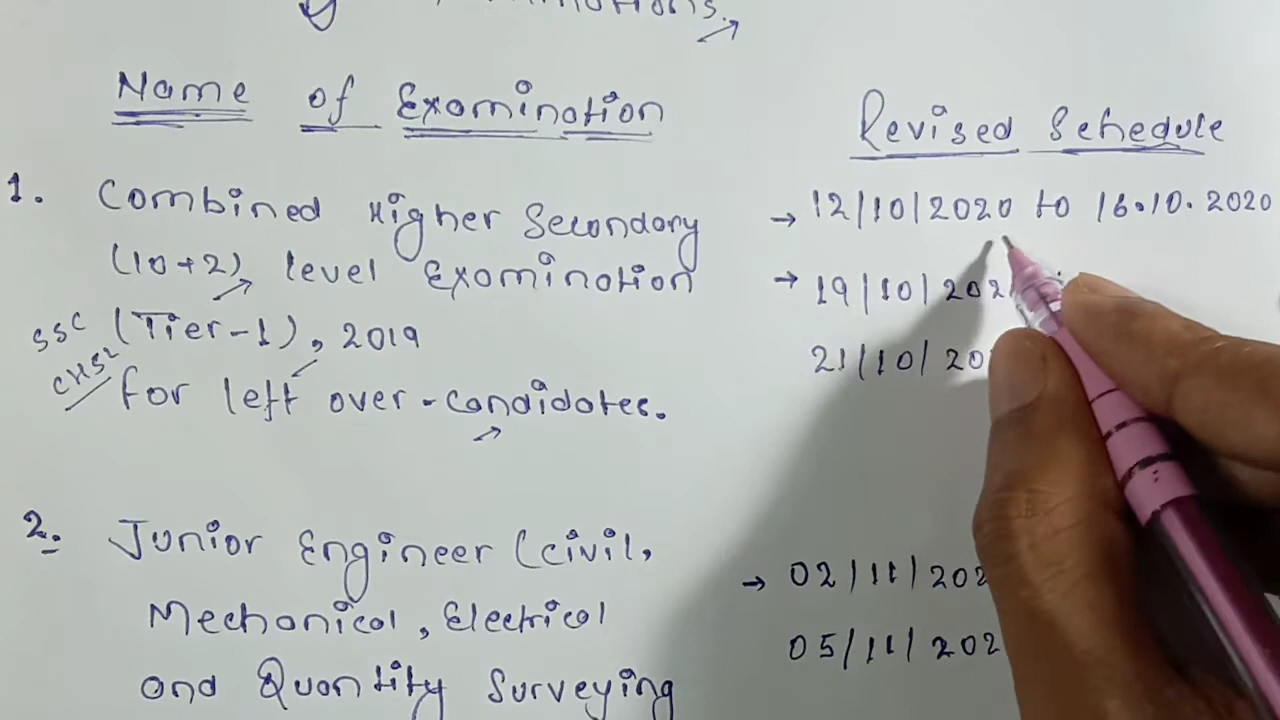 Name of Examination
Revised Schedule
1. Combined Higher Secondary
(10+2) level Examination
SSC (Tier-1), 2019
CHSL
for left over-candidates.
→ 12/10/2020 to 16.10.2020
→ 19/10/202
21/10/20
2. Junior Engineer (civil,
Mechanical, Electrical
and Quantity Surveying
→ 02/11/202
05/11/202